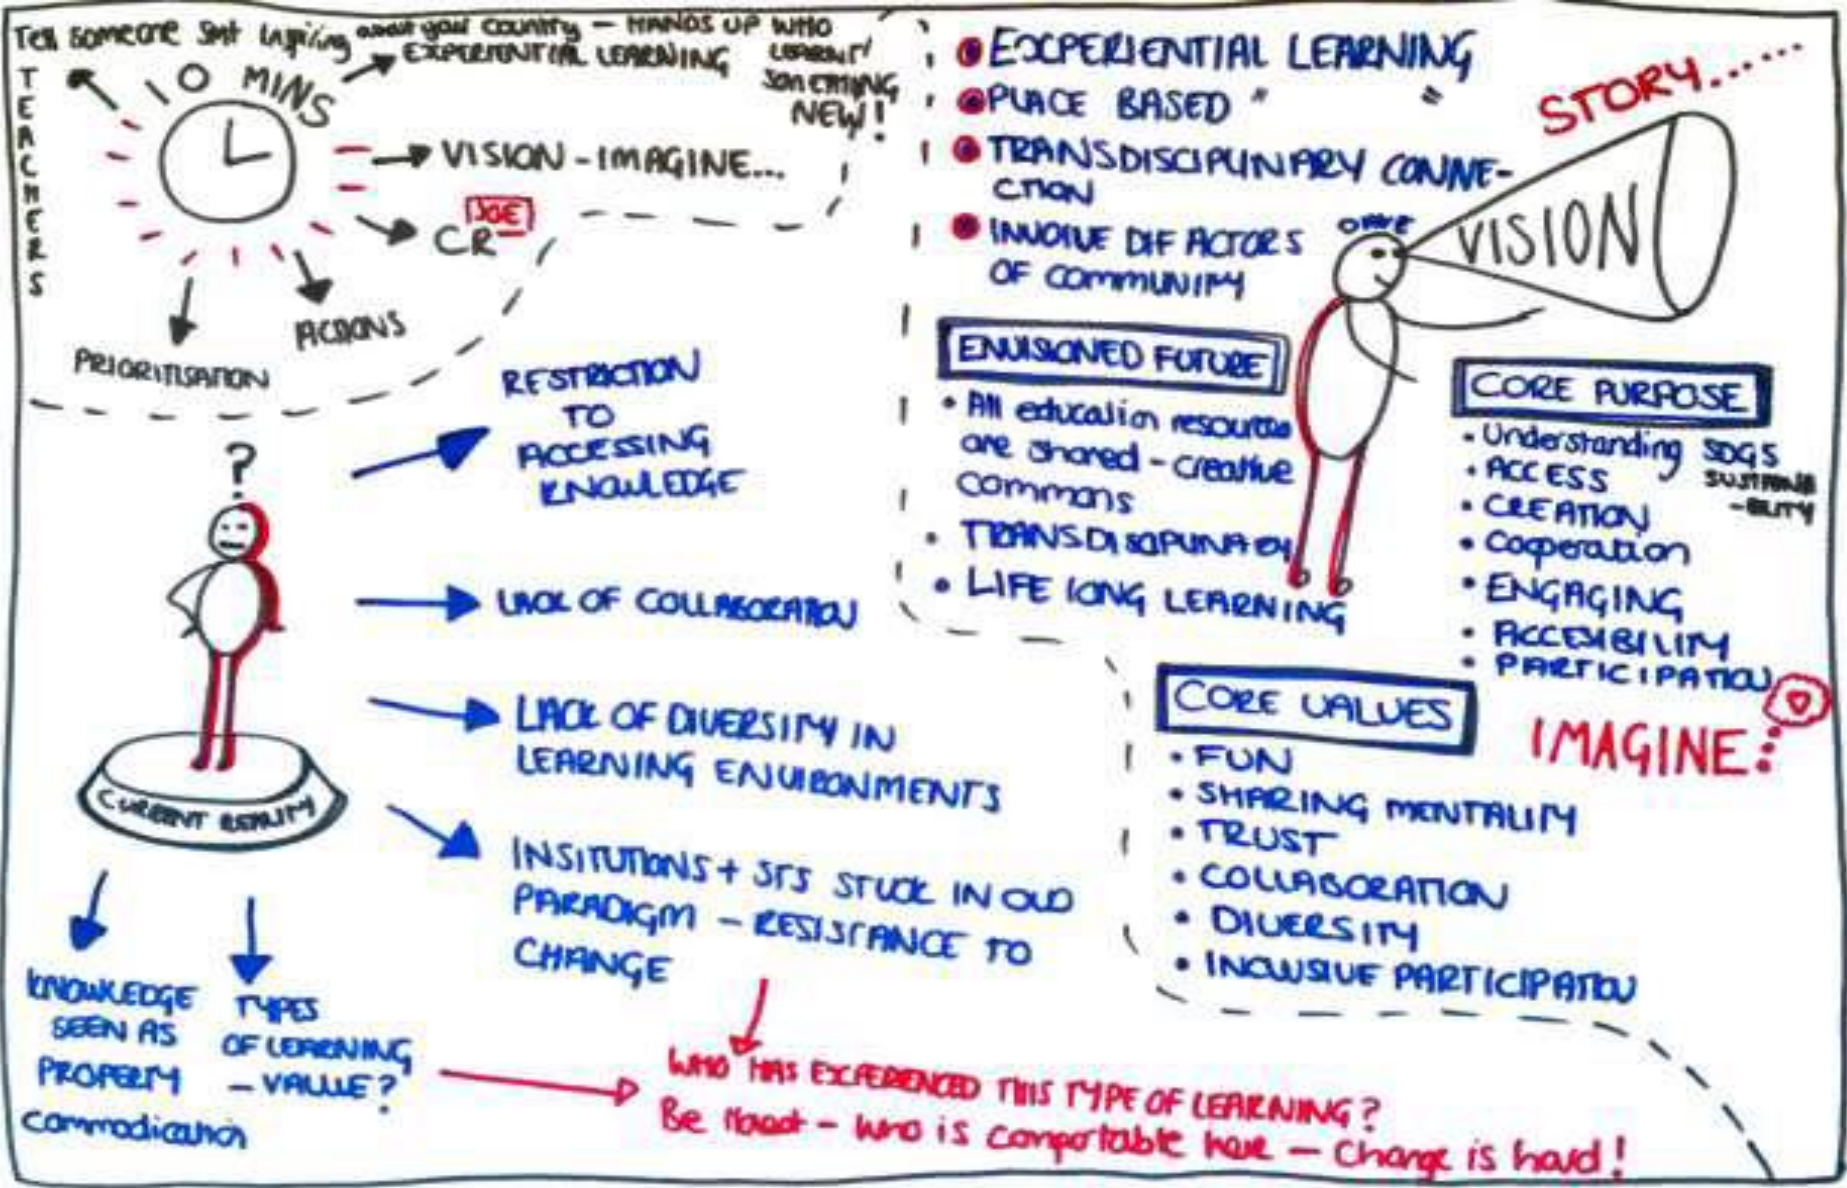 Tell someone smt inspiring about your country – HANDS UP WHO
LEARNT
SOMETHING
NEW!
TEACHERS
10 MINS
EXPERIENTIAL LEARNING
VISION - IMAGINE...
CR
ACTIONS
PRIORITISATION
?
CURRENT REALITY
RESTRICTION
TO
ACCESSING
KNOWLEDGE
LACK OF COLLABORATION
LACK OF DIVERSITY IN
LEARNING ENVIRONMENTS
INSITUTIONS + STS STUCK IN OLD
PARADIGM – RESISTANCE TO
CHANGE
KNOWLEDGE
SEEN AS
PROPERTY
commodication
TYPES
OF LEARNING
– VALUE?
WHO HAS EXPERIENCED THIS TYPE OF LEARNING?
Be – who is comfortable here – Change is hard!
EXPERIENTIAL LEARNING
PLACE BASED " "
TRANSDISCIPLINARY CONNE-
CTION
INVOLVE DIF ACTORS
OF COMMUNITY
STORY......
VISION
ENVISIONED FUTURE
• All education resources
are shared - creative
commons
• TRANSDISCIPLINARY
• LIFE LONG LEARNING
CORE PURPOSE
• Understanding SDGS
SUSTAINA
-BILITY
• ACCESS
• CREATION
• Cooperation
• ENGAGING
• ACCESIBILITY
• PARTICIPATION
IMAGINE
CORE VALUES
• FUN
• SHARING MENTALITY
• TRUST
• COLLABORATION
• DIVERSITY
• INCLUSIVE PARTICIPATION